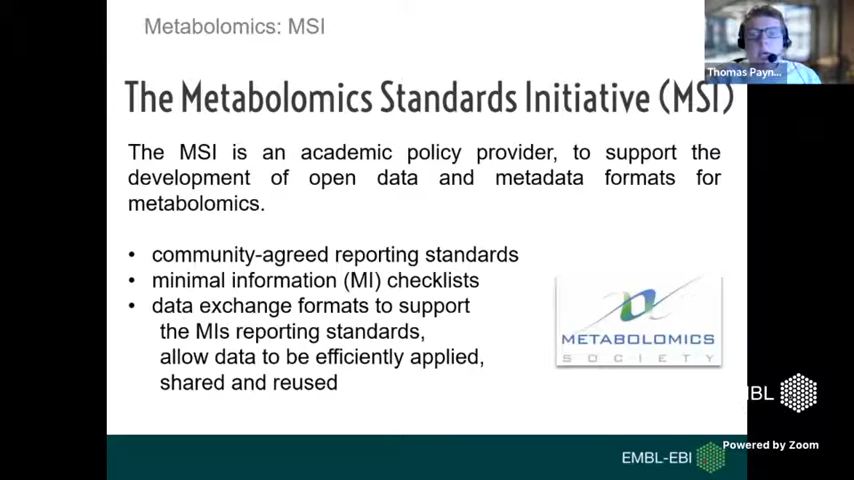 Metabolomics: MSI
Thomas Payn...
The Metabolomics Standards Initiative (MSI)
The MSI is an academic policy provider, to support the
development of open data and metadata formats for
metabolomics.
• community-agreed reporting standards
• minimal information (MI) checklists
• data exchange formats to support
the MIs reporting standards,
allow data to be efficiently applied,
shared and reused
METABOLOMICS
SOCIETY
BL
Powered by Zoom
EMBL-EBI